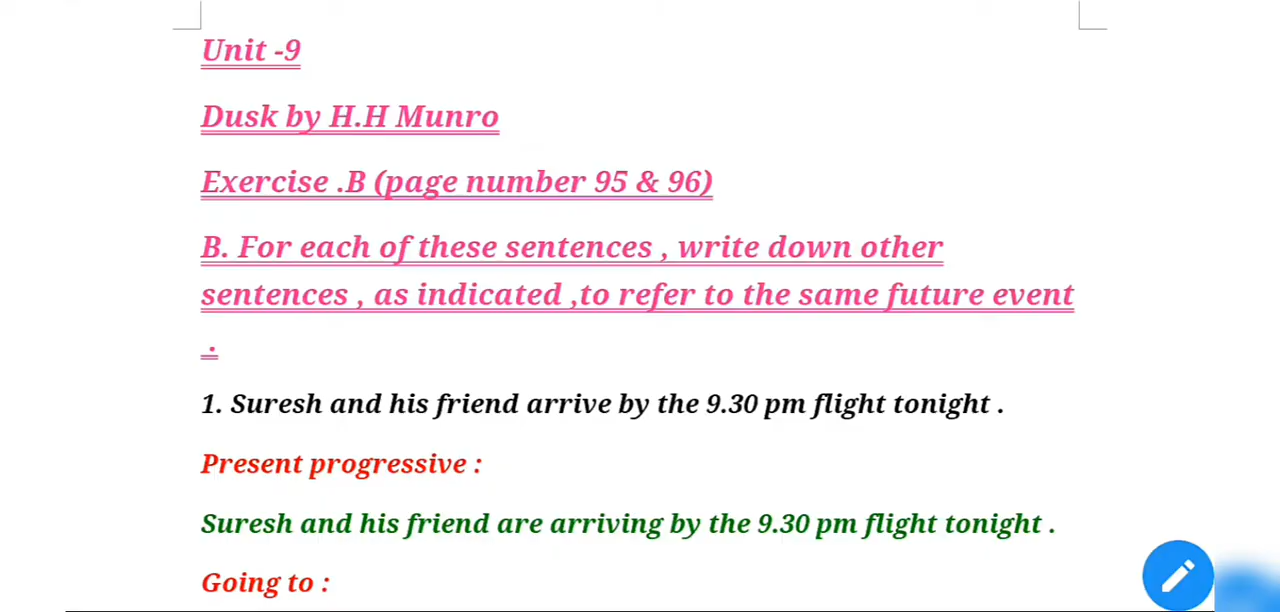 Unit -9
Dusk by H.H Munro
Exercise .B (page number 95 & 96)
B. For each of these sentences , write down other
sentences , as indicated ,to refer to the same future event
.
1. Suresh and his friend arrive by the 9.30 pm flight tonight .
Present progressive :
Suresh and his friend are arriving by the 9.30 pm flight tonight .
Going to :